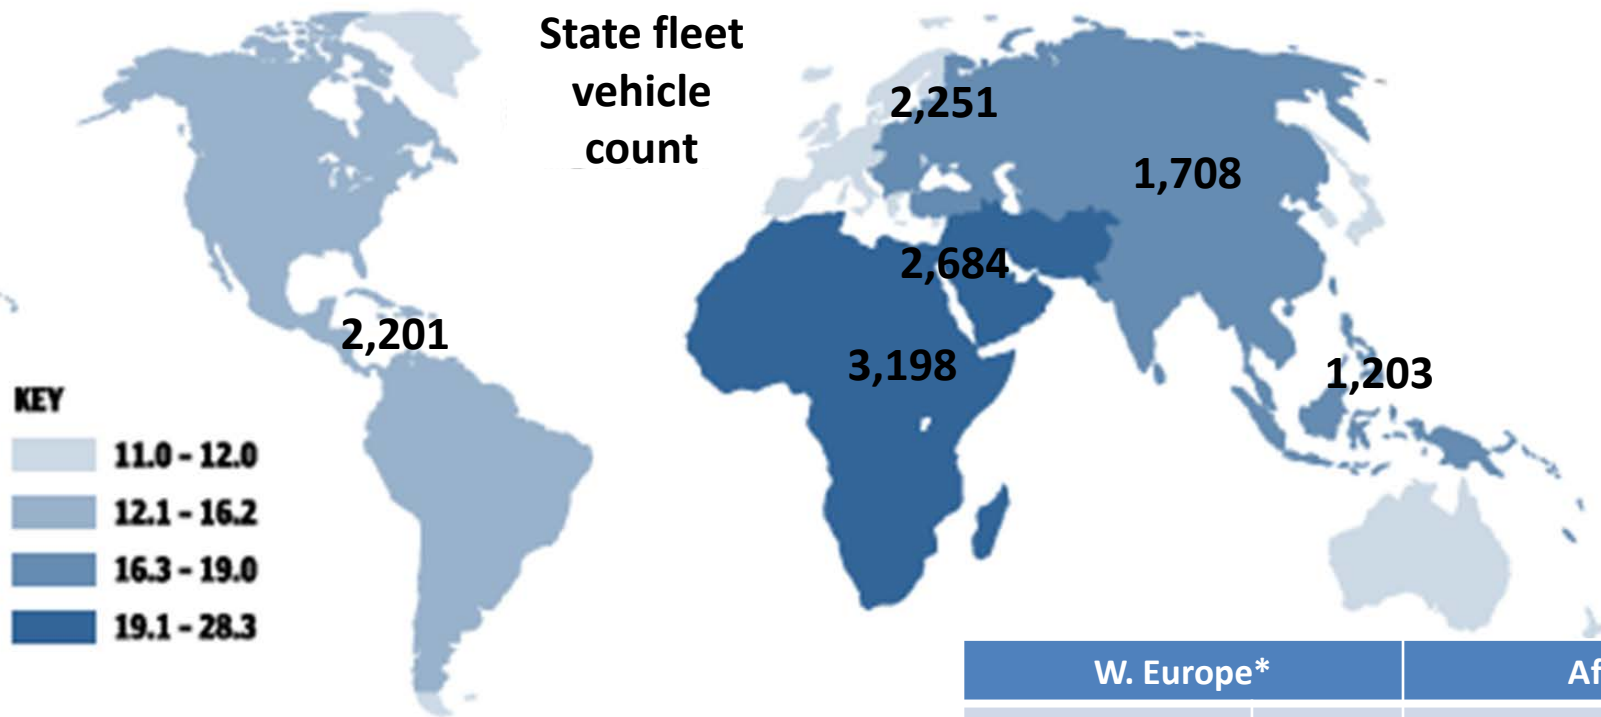 State fleet
vehicle
count
2,251
1,708
2,684
2,201
3,198
1,203
KEY
11.0 – 12.0
12.1 – 16.2
16.3 – 19.0
19.1 – 28.3
W. Europe*
Af